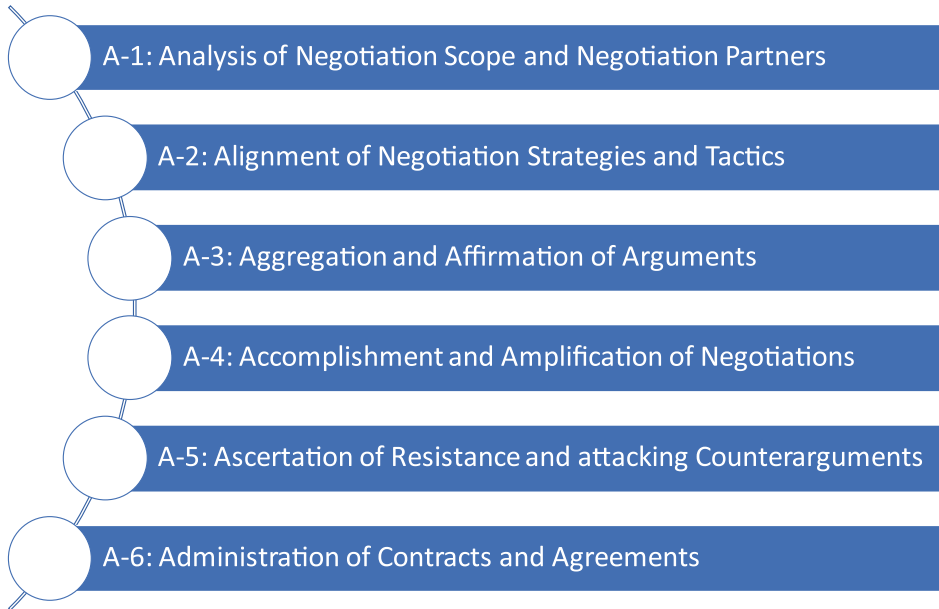 A-1: Analysis of Negotiation Scope and Negotiation Partners
A-2: Alignment of Negotiation Strategies and Tactics
A-3: Aggregation and Affirmation of Arguments
A-4: Accomplishment and Amplification of Negotiations
A-5: Ascertation of Resistance and attacking Counterarguments
A-6: Administration of Contracts and Agreements